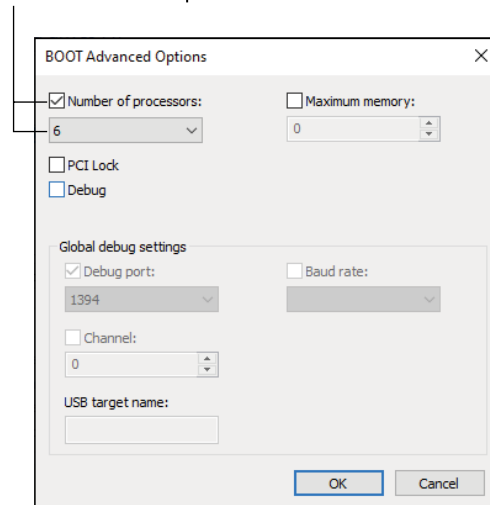 BOOT Advanced Options
Number of processors:
Maximum memory:
6
0
PCI Lock
Debug
Global debug settings
Debug port:
Baud rate:
1394
Channel:
0
USB target name:
OK
Cancel